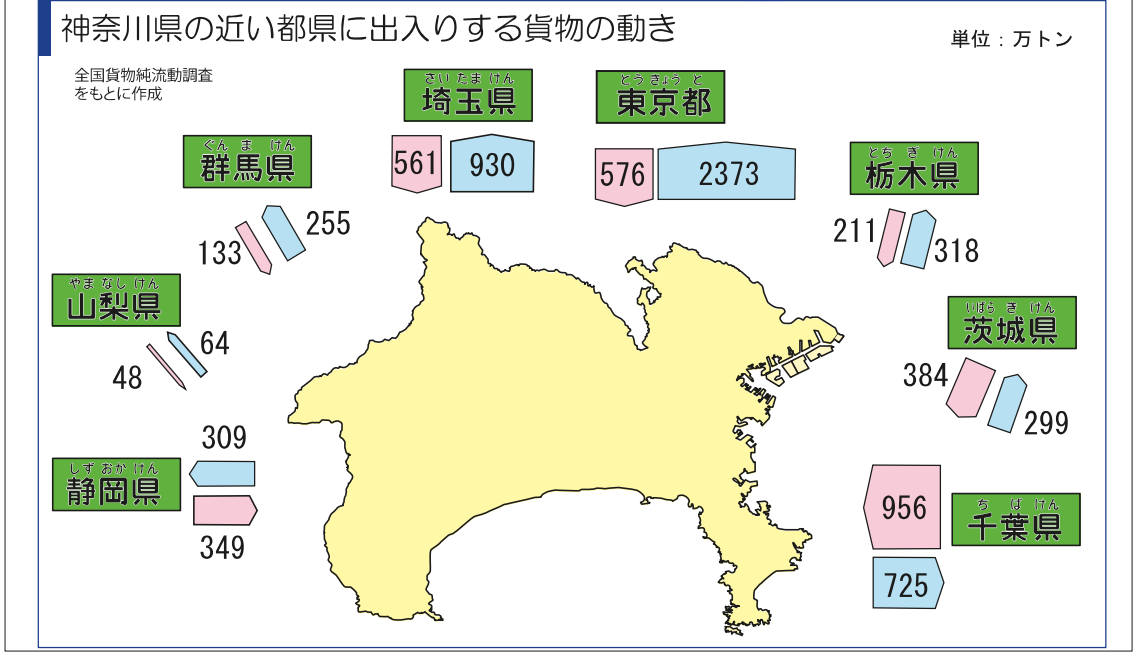 神奈川県の近い都県に出入りする貨物の動き
単位：万トン
全国貨物純流動調査
をもとに作成
さい たま けん
埼玉県
561
930
とう きょう と
東京都
576
2373
ぐん ま けん
群馬県
133
255
とち ぎ けん
栃木県
211
318
やま なし けん
山梨県
48
64
いばら き けん
茨城県
384
299
しず おか けん
静岡県
309
349
ち ば けん
千葉県
956
725